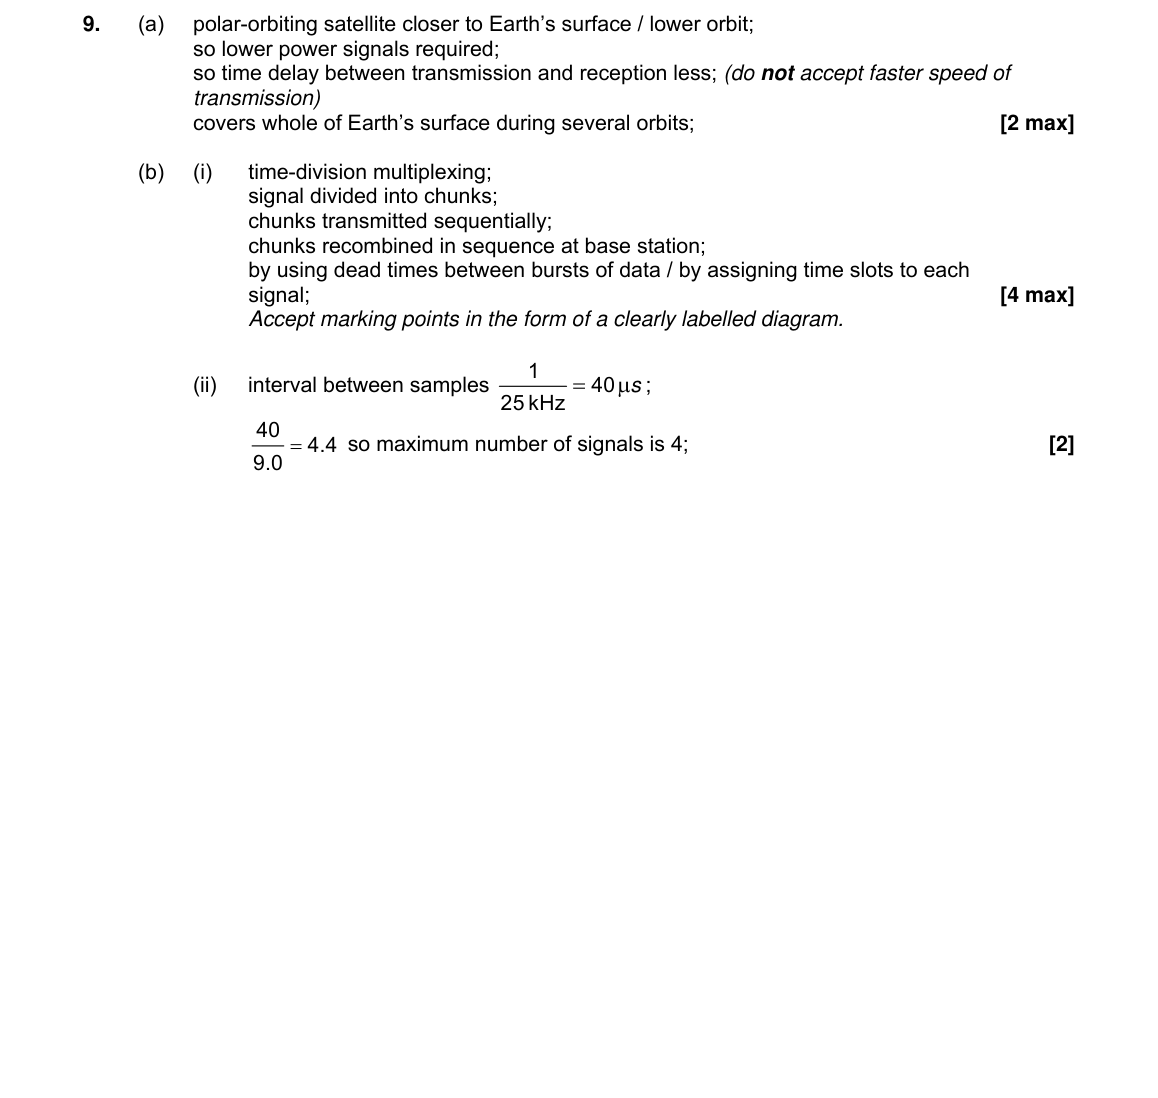 9. (a) polar-orbiting satellite closer to Earth’s surface / lower orbit;
so lower power signals required;
so time delay between transmission and reception less; (do not accept faster speed of
transmission)
covers whole of Earth’s surface during several orbits; [2 max]
(b) (i) time-division multiplexing;
signal divided into chunks;
chunks transmitted sequentially;
chunks recombined in sequence at base station;
by using dead times between bursts of data / by assigning time slots to each
signal; [4 max]
Accept marking points in the form of a clearly labelled diagram.
(ii) interval between samples 1/25 kHz = 40 μs;
40/9.0 = 4.4 so maximum number of signals is 4; [2]